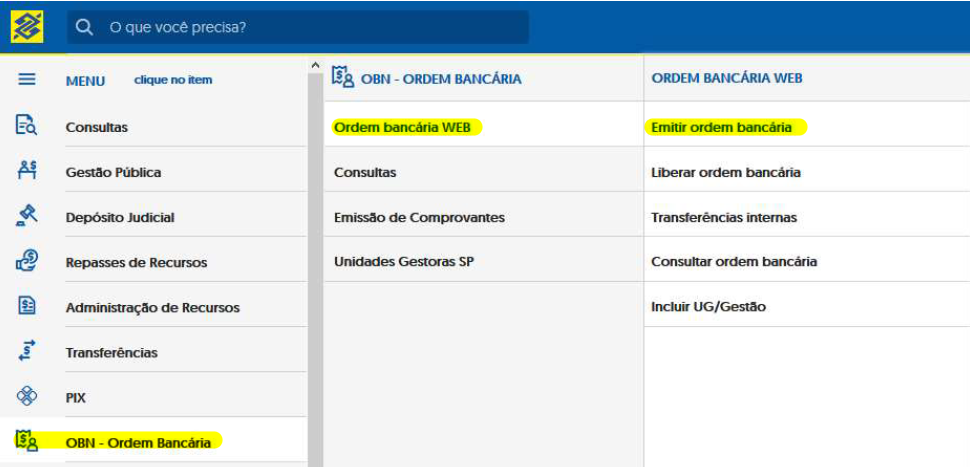 O que você precisa?
MENU clique no item
Consultas
Gestão Pública
Depósito Judicial
Repasses de Recursos
Administração de Recursos
Transferências
PIX
OBN - Ordem Bancária
OBN - ORDEM BANCÁRIA
Ordem bancária WEB
Consultas
Emissão de Comprovantes
Unidades Gestoras SP
ORDEM BANCÁRIA WEB
Emitir ordem bancária
Liberar ordem bancária
Transferências internas
Consultar ordem bancária
Incluir UG/Gestão